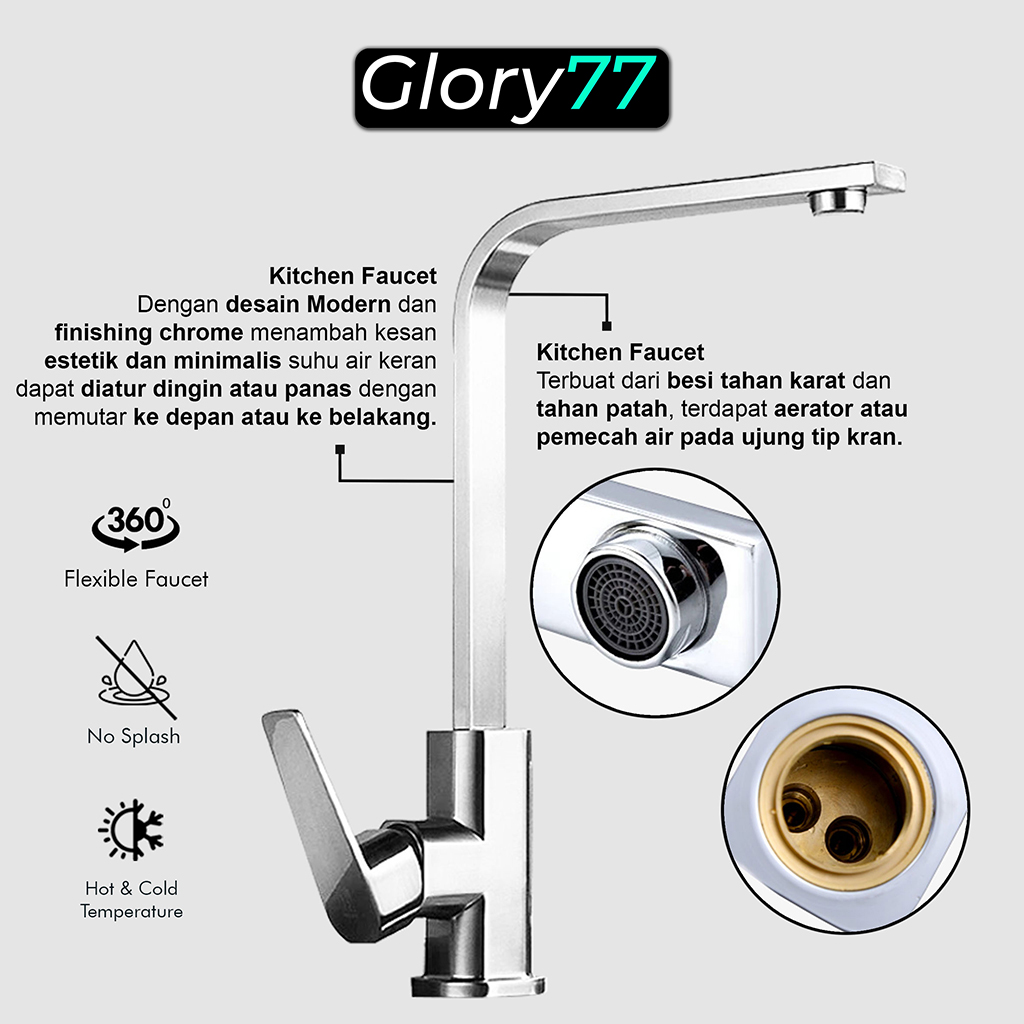 Glory77
Kitchen Faucet
Dengan desain Modern dan
finishing chrome menambah kesan
estetik dan minimalis suhu air keran
dapat diatur dingin atau panas dengan
memutar ke depan atau ke belakang.
Kitchen Faucet
Terbuat dari besi tahan karat dan
tahan patah, terdapat aerator atau
pemecah air pada ujung tip kran.
360⁰
Flexible Faucet
No Splash
Hot & Cold
Temperature